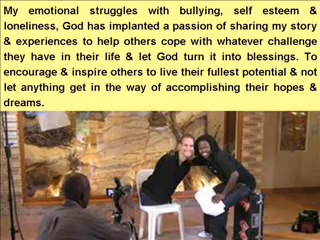 My emotional struggles with bullying, self esteem &
loneliness, God has implanted a passion of sharing my story
& experiences to help others cope with whatever challenge
they have in their life & let God turn it into blessings. To
encourage & inspire others to live their fullest potential & not
let anything get in the way of accomplishing their hopes &
dreams.